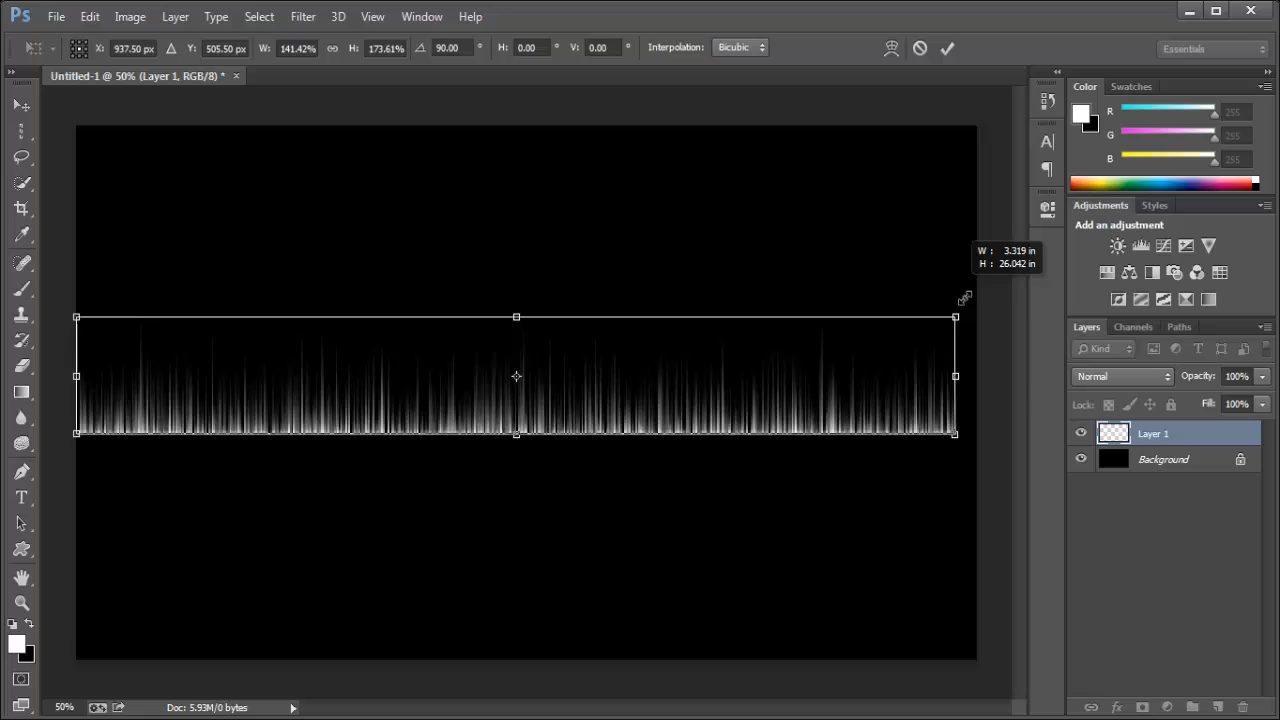 Ps File Edit Image Layer Type Select Filter 3D View Window Help
X: 937.50 px Y: 505.50 px W: 141.42% H: 173.61% 90.00 ° H: 0.00 ° V: 0.00 ° Interpolation: Bicubic Essentials
Untitled-1 @ 50% (Layer 1, RGB/8) * ×
Color Swatches
R 255
G 255
B 255
Adjustments Styles
Add an adjustment
W : 3.319 in
H : 26.042 in
Layers Channels Paths
Kind
Normal Opacity: 100%
Lock: Fill: 100%
Layer 1
Background
50% Doc: 5.93M/0 bytes